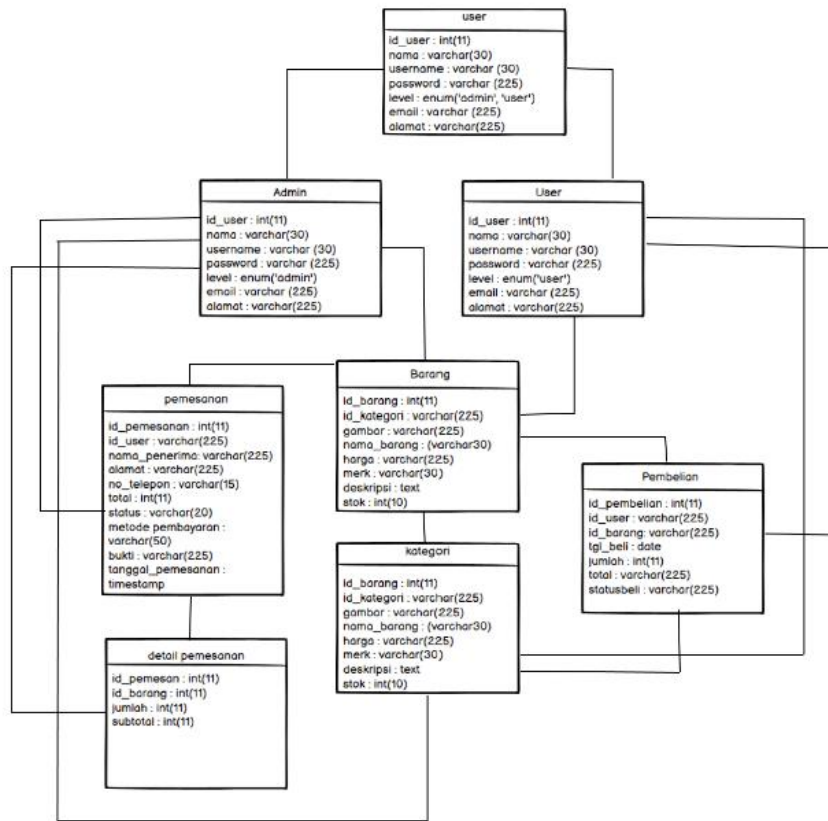 user
id_user : int(11)
nama : varchar(30)
username : varchar (30)
password : varchar (225)
level : enum('admin', 'user')
email : varchar (225)
alamat : varchar(225)
Admin
id_user : int(11)
nama : varchar(30)
username : varchar (30)
password : varchar (225)
level : enum('admin')
email : varchar (225)
alamat : varchar(225)
User
id_user : int(11)
nama : varchar(30)
username : varchar (30)
password : varchar (225)
level : enum('user')
email : varchar (225)
alamat : varchar(225)
pemesanan
id_pemesanan : int(11)
id_user : varchar(225)
nama_penerima: varchar(225)
alamat : varchar(225)
no_telepon : varchar(15)
total : int(11)
status : varchar(20)
metode pembayaran :
varchar(50)
bukti : varchar(225)
tanggal_pemesanan :
timestamp
Barang
id_barang : int(11)
id_kategori : varchar(225)
gambar : varchar(225)
nama_barang : (varchar30)
harga : varchar(225)
merk : varchar(30)
deskripsi : text
stok : int(10)
Pembelian
id_pembelian : int(11)
id_user : varchar(225)
id_barang: varchar(225)
tgl_beli : date
jumlah : int(11)
total : varchar(225)
statusbeli : varchar(225)
kategori
id_barang : int(11)
id_kategori : varchar(225)
gambar : varchar(225)
nama_barang : (varchar30)
harga : varchar(225)
merk : varchar(30)
deskripsi : text
stok : int(10)
detail pemesanan
id_pemesan : int(11)
id_barang : int(11)
jumlah : int(11)
subtotal : int(11)